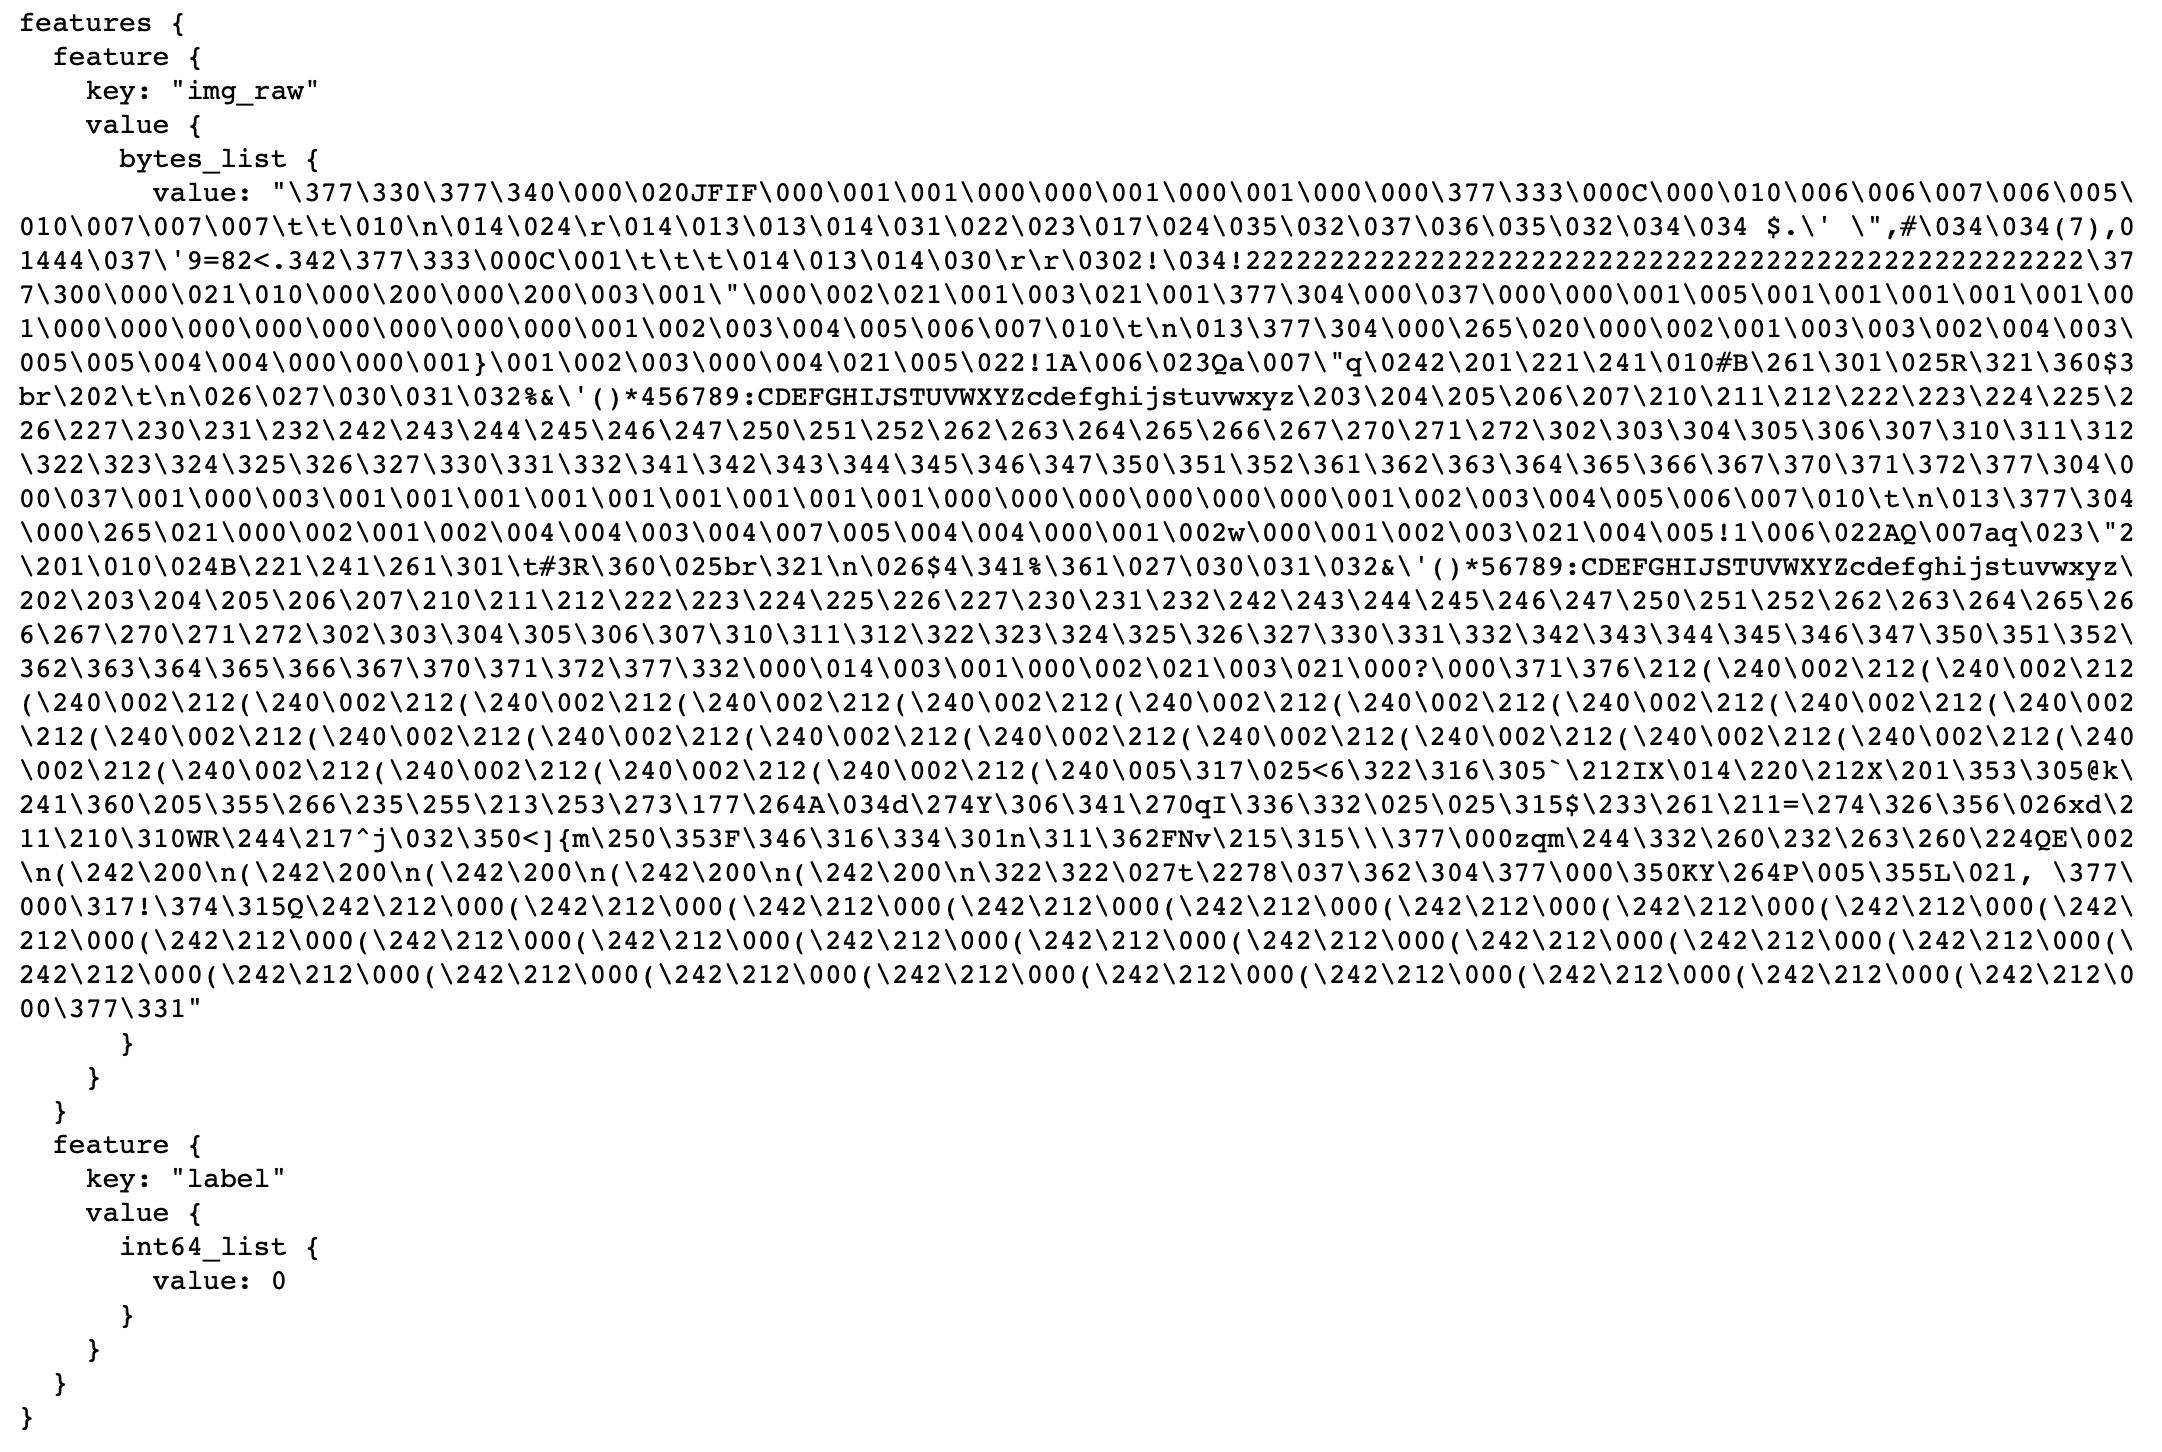 features {
  feature {
    key: "img_raw"
    value {
      bytes_list {
        value: "\377\330\377\340\000\020JFIF\000\001\001\000\000\001\000\001\000\000\377\333\000C\000\010\006\006\007\006\005\
010\007\007\007\t\t\010\n\014\024\r\014\013\013\014\031\022\023\017\024\035\032\037\036\035\032\034\034 $.\' \",#\034\034(7),0
1444\037\'9=82<.342\377\333\000C\001\t\t\t\014\013\014\030\r\r\0302!\034!22222222222222222222222222222222222222222222222222\37
7\300\000\021\010\000\200\000\200\003\001\"\000\002\021\001\003\021\001\377\304\000\037\000\000\001\005\001\001\001\001\001\00
1\000\000\000\000\000\000\000\000\001\002\003\004\005\006\007\010\t\n\013\377\304\000\265\020\000\002\001\003\003\002\004\003\
005\005\004\004\000\000\001}\001\002\003\000\004\021\005\022!1A\006\023Qa\007\"q\0242\201\221\241\010#B\261\301\025R\321\360$3
br\202\t\n\026\027\030\031\032%&\'()*456789:CDEFGHIJSTUVWXYZcdefghijstuvwxyz\203\204\205\206\207\210\211\212\222\223\224\225\2
26\227\230\231\232\242\243\244\245\246\247\250\251\252\262\263\264\265\266\267\270\271\272\302\303\304\305\306\307\310\311\312
\322\323\324\325\326\327\330\331\332\341\342\343\344\345\346\347\350\351\352\361\362\363\364\365\366\367\370\371\372\377\304\0
00\037\001\000\003\001\001\001\001\001\001\001\001\001\000\000\000\000\000\000\001\002\003\004\005\006\007\010\t\n\013\377\304
\000\265\021\000\002\001\002\004\004\003\004\007\005\004\004\000\001\002w\000\001\002\003\021\004\005!1\006\022AQ\007aq\023\"2
\201\010\024B\221\241\261\301\t#3R\360\025br\321\n\026$4\341%\361\027\030\031\032&\'()*56789:CDEFGHIJSTUVWXYZcdefghijstuvwxyz\
202\203\204\205\206\207\210\211\212\222\223\224\225\226\227\230\231\232\242\243\244\245\246\247\250\251\252\262\263\264\265\26
6\267\270\271\272\302\303\304\305\306\307\310\311\312\322\323\324\325\326\327\330\331\332\342\343\344\345\346\347\350\351\352\
362\363\364\365\366\367\370\371\372\377\332\000\014\003\001\000\002\021\003\021\000?\000\371\376\212(\240\002\212(\240\002\212
(\240\002\212(\240\002\212(\240\002\212(\240\002\212(\240\002\212(\240\002\212(\240\002\212(\240\002\212(\240\002\212(\240\002
\212(\240\002\212(\240\002\212(\240\002\212(\240\002\212(\240\002\212(\240\002\212(\240\002\212(\240\002\212(\240\002\212(\240
\002\212(\240\002\212(\240\002\212(\240\002\212(\240\002\212(\240\005\317\025<6\322\316\305`\212IX\014\220\212X\201\353\305@k\
241\360\205\355\266\235\255\213\253\273\177\264A\034d\274Y\306\341\270qI\336\332\025\025\315$\233\261\211=\274\326\356\026xd\2
11\210\310WR\244\217^j\032\350<]{m\250\353F\346\316\334\301n\311\362FNv\215\315\\\377\000zqm\244\332\260\232\263\260\224QE\002
\n(\242\200\n(\242\200\n(\242\200\n(\242\200\n(\242\200\n\322\322\027t\2278\037\362\304\377\000\350KY\264P\005\355L\021, \377\
000\317!\374\315Q\242\212\000(\242\212\000(\242\212\000(\242\212\000(\242\212\000(\242\212\000(\242\212\000(\242\212\000(\242\
212\000(\242\212\000(\242\212\000(\242\212\000(\242\212\000(\242\212\000(\242\212\000(\242\212\000(\242\212\000(\242\212\000(\
242\212\000(\242\212\000(\242\212\000(\242\212\000(\242\212\000(\242\212\000(\242\212\000(\242\212\000(\242\212\000(\242\212\0
00\377\331"
      }
    }
  }
  feature {
    key: "label"
    value {
      int64_list {
        value: 0
      }
    }
  }
}